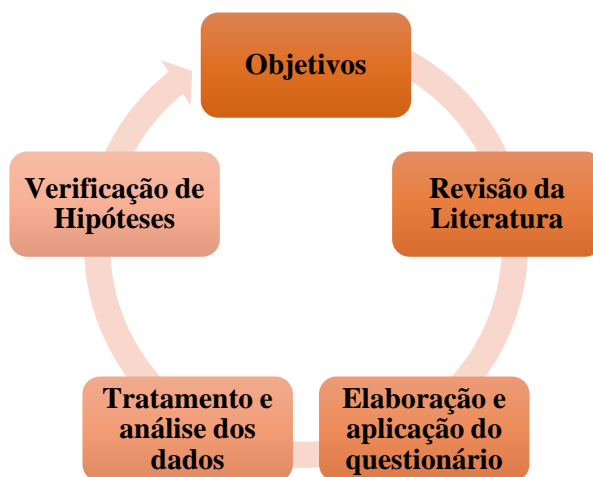 Objetivos
Revisão da
Literatura
Elaboração e
aplicação do
questionário
Tratamento e
análise dos
dados
Verificação de
Hipóteses